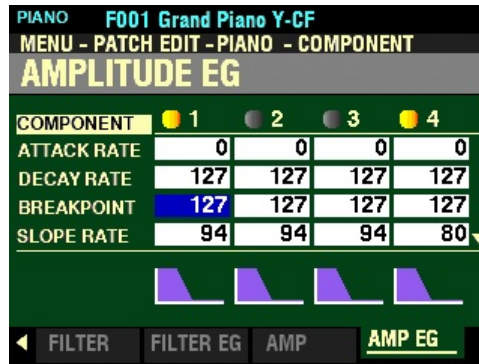 PIANO F001 Grand Piano Y-CF
MENU - PATCH EDIT - PIANO - COMPONENT
AMPLITUDE EG
COMPONENT 1 2 3 4
ATTACK RATE 0 0 0 0
DECAY RATE 127 127 127 127
BREAKPOINT 127 127 127 127
SLOPE RATE 94 94 94 80
FILTER FILTER EG AMP AMP EG